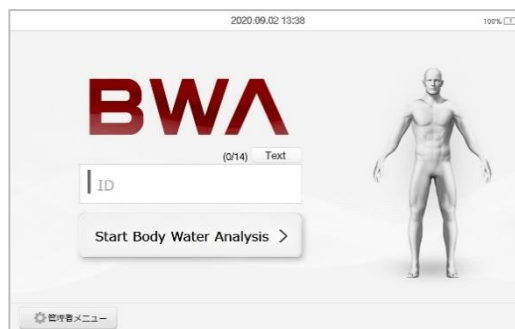 2020.09.02 13:38
100%
BWA
(0/14) Text
ID
Start Body Water Analysis >
管理者メニュー